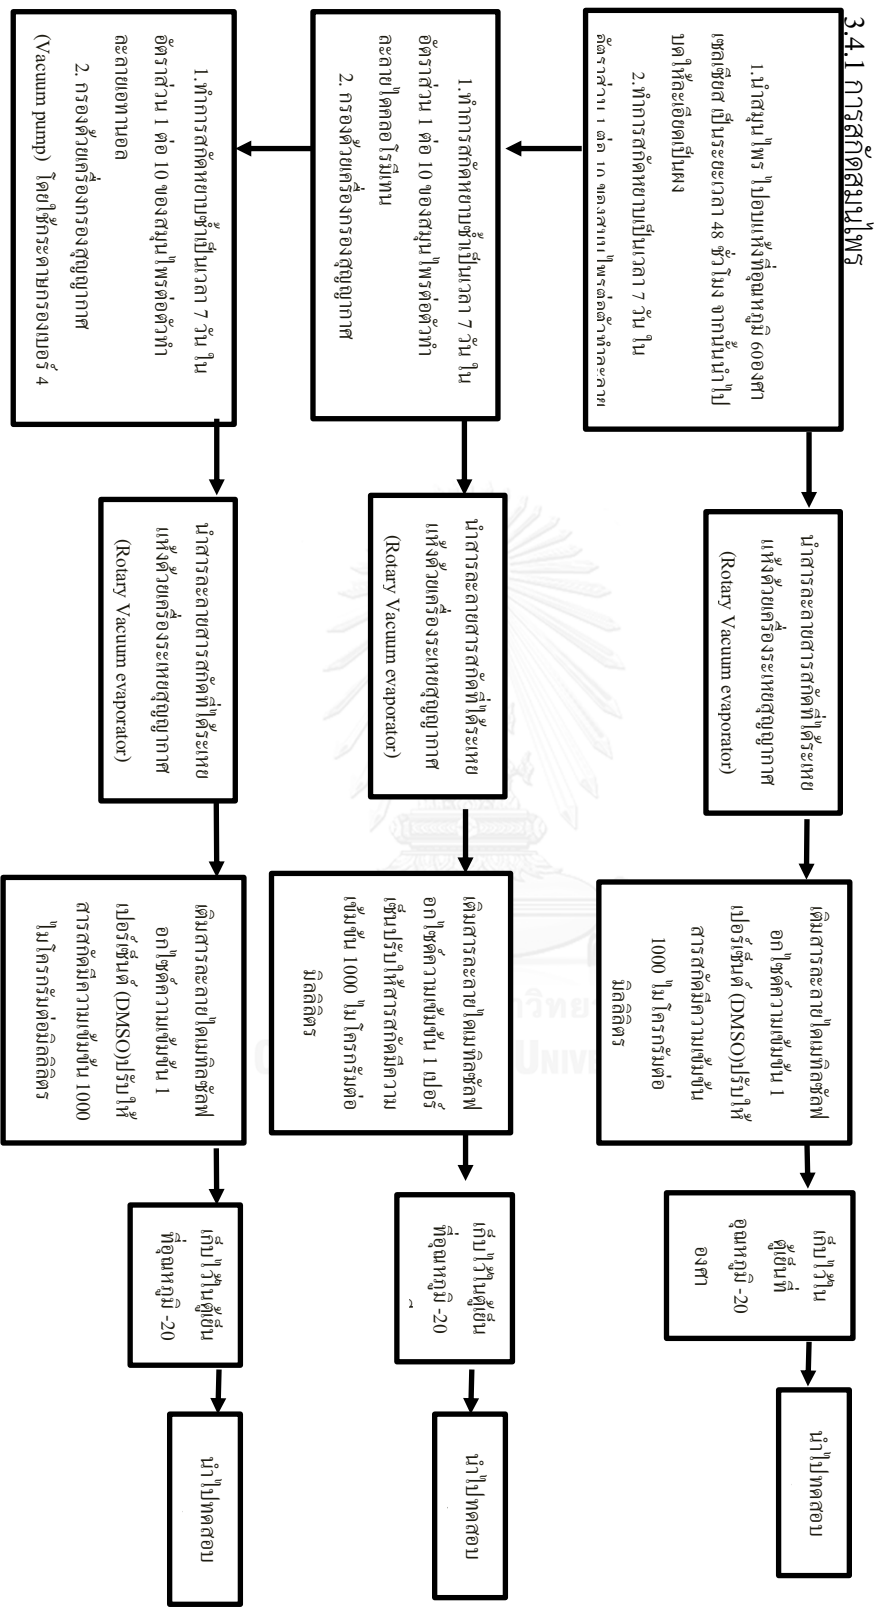 3.4.1 การสกัดสมุนไพร
1.นำสมุนไพร ไปอบแห้งที่อุณหภูมิ 60องศา
เซลเซียส เป็นระยะเวลา 48 ชั่วโมง จากนั้นนำไป
บดให้ละเอียดเป็นผง
2.ทำการสกัดหยาบเป็นเวลา 7 วัน ใน
อัตราส่วน 1 ต่อ 10 ของสมุนไพรต่อตัวทำละลาย
นำสารละลายสารสกัดที่ได้ระเหย
แห้งด้วยเครื่องระเหยสุญญากาศ
(Rotary Vacuum evaporator)
เติมสารละลายไดเมทิลซัลฟ
อกไซด์ความเข้มข้น 1
เปอร์เซ็นต์ (DMSO)ปรับให้
สารสกัดมีความเข้มข้น
1000 ไมโครกรัมต่อ
มิลลิลิตร
เก็บไว้ใน
ตู้เย็นที่
อุณหภูมิ -20
องศา
นำไปทดสอบ
1.ทำการสกัดหยาบซ้ำเป็นเวลา 7 วัน ใน
อัตราส่วน 1 ต่อ 10 ของสมุนไพรต่อตัวทำ
ละลายไดคลอโรมีเทน
2. กรองด้วยเครื่องกรองสุญญากาศ
นำสารละลายสารสกัดที่ได้ระเหย
แห้งด้วยเครื่องระเหยสุญญากาศ
(Rotary Vacuum evaporator)
เติมสารละลายไดเมทิลซัลฟ
อกไซด์ความเข้มข้น 1 เปอร์
เซ็นปรับให้สารสกัดมีความ
เข้มข้น 1000 ไมโครกรัมต่อ
มิลลิลิตร
เก็บไว้ในตู้เย็น
ที่อุณหภูมิ -20
นำไปทดสอบ
1.ทำการสกัดหยาบซ้ำเป็นเวลา 7 วัน ใน
อัตราส่วน 1 ต่อ 10 ของสมุนไพรต่อตัวทำ
ละลายเอทานอล
2. กรองด้วยเครื่องกรองสุญญากาศ
(Vacuum pump) โดยใช้กระดาษกรองเบอร์ 4
นำสารละลายสารสกัดที่ได้ระเหย
แห้งด้วยเครื่องระเหยสุญญากาศ
(Rotary Vacuum evaporator)
เติมสารละลายไดเมทิลซัลฟ
อกไซด์ความเข้มข้น 1
เปอร์เซ็นต์ (DMSO)ปรับให้
สารสกัดมีความเข้มข้น 1000
ไมโครกรัมต่อมิลลิลิตร
เก็บไว้ในตู้เย็น
ที่อุณหภูมิ -20
นำไปทดสอบ